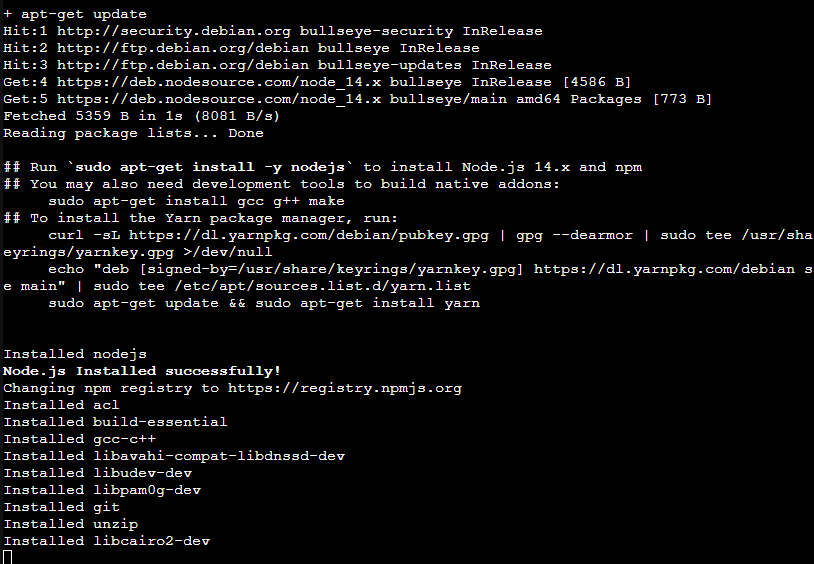 + apt-get update
Hit:1 http://security.debian.org bullseye-security InRelease
Hit:2 http://ftp.debian.org/debian bullseye InRelease
Hit:3 http://ftp.debian.org/debian bullseye-updates InRelease
Get:4 https://deb.nodesource.com/node_14.x bullseye InRelease [4586 B]
Get:5 https://deb.nodesource.com/node_14.x bullseye/main amd64 Packages [773 B]
Fetched 5359 B in 1s (8081 B/s)
Reading package lists... Done
## Run `sudo apt-get install -y nodejs` to install Node.js 14.x and npm
## You may also need development tools to build native addons:
     sudo apt-get install gcc g++ make
## To install the Yarn package manager, run:
     curl -sL https://dl.yarnpkg.com/debian/pubkey.gpg | gpg --dearmor | sudo tee /usr/sha
eyrings/yarnkey.gpg >/dev/null
     echo "deb [signed-by=/usr/share/keyrings/yarnkey.gpg] https://dl.yarnpkg.com/debian s
e main" | sudo tee /etc/apt/sources.list.d/yarn.list
     sudo apt-get update && sudo apt-get install yarn
Installed nodejs
Node.js Installed successfully!
Changing npm registry to https://registry.npmjs.org
Installed acl
Installed build-essential
Installed gcc-c++
Installed libavahi-compat-libdnssd-dev
Installed libudev-dev
Installed libpam0g-dev
Installed git
Installed unzip
Installed libcairo2-dev